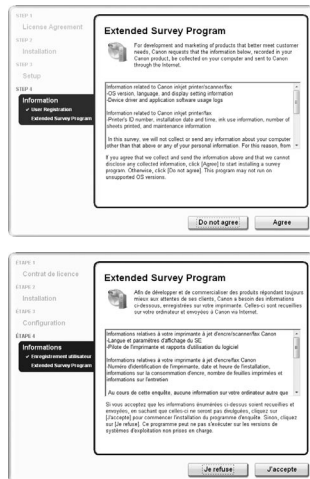 STEP 1
License Agreement
STEP 2
Installation
STEP 3
Setup
STEP 4
Information
✓ User Registration
Extended Survey Program
Extended Survey Program
For development and marketing of products that better meet customer
needs, Canon requests that the information below, recorded in your
Canon product, be collected on your computer and sent to Canon
through the Internet.
Information related to Canon inkjet printer/scanner/fax
-OS version, language, and display setting information
-Device driver and application software usage logs
Information related to Canon inkjet printer/fax
-Printer's ID number, installation date and time, ink use information, number of
sheets printed, and maintenance information
In this survey, we will not collect or send any information about your computer
other than that above or any of your personal information. For this reason, from
If you agree that we collect and send the information above and that we cannot
disclose any collected information, click [Agree] to start installing a survey
program. Otherwise, click [Do not agree]. This program may not run on
unsupported OS versions.
Do not agree
Agree
ETAPE 1
Contrat de licence
ETAPE 2
Installation
ETAPE 3
Configuration
ETAPE 4
Informations
✓ Enregistrement utilisateur
Extended Survey Program
Extended Survey Program
Afin de développer et de commercialiser des produits répondant toujours
mieux aux attentes de ses clients, Canon a besoin des informations
ci-dessous, enregistrées sur votre imprimante. Celles-ci sont recueillies
sur votre ordinateur et envoyées à Canon via Internet.
Informations relatives à votre imprimante à jet d'encre/scanner/fax Canon
-Langue et paramètres d'affichage du SE
-Pilote de l'imprimante et rapports d'utilisation du logiciel
Informations relatives à votre imprimante à jet d'encre/fax Canon
-Numéro d'identification de l'imprimante, date et heure de l'installation,
informations sur la consommation d'encre, nombre de feuilles imprimées et
informations sur l'entretien
Au cours de cette enquête, aucune information sur votre ordinateur autre que
Si vous acceptez que les informations énumérées ci-dessus soient recueillies et
envoyées, en sachant que celles-ci ne seront pas divulguées, cliquez sur
[J'accepte] pour commencer l'installation du programme d'enquête. Sinon, cliquez
sur [Je refuse]. Ce programme peut ne pas s'exécuter sur les versions de
systèmes d'exploitation non prises en charge.
Je refuse
J'accepte